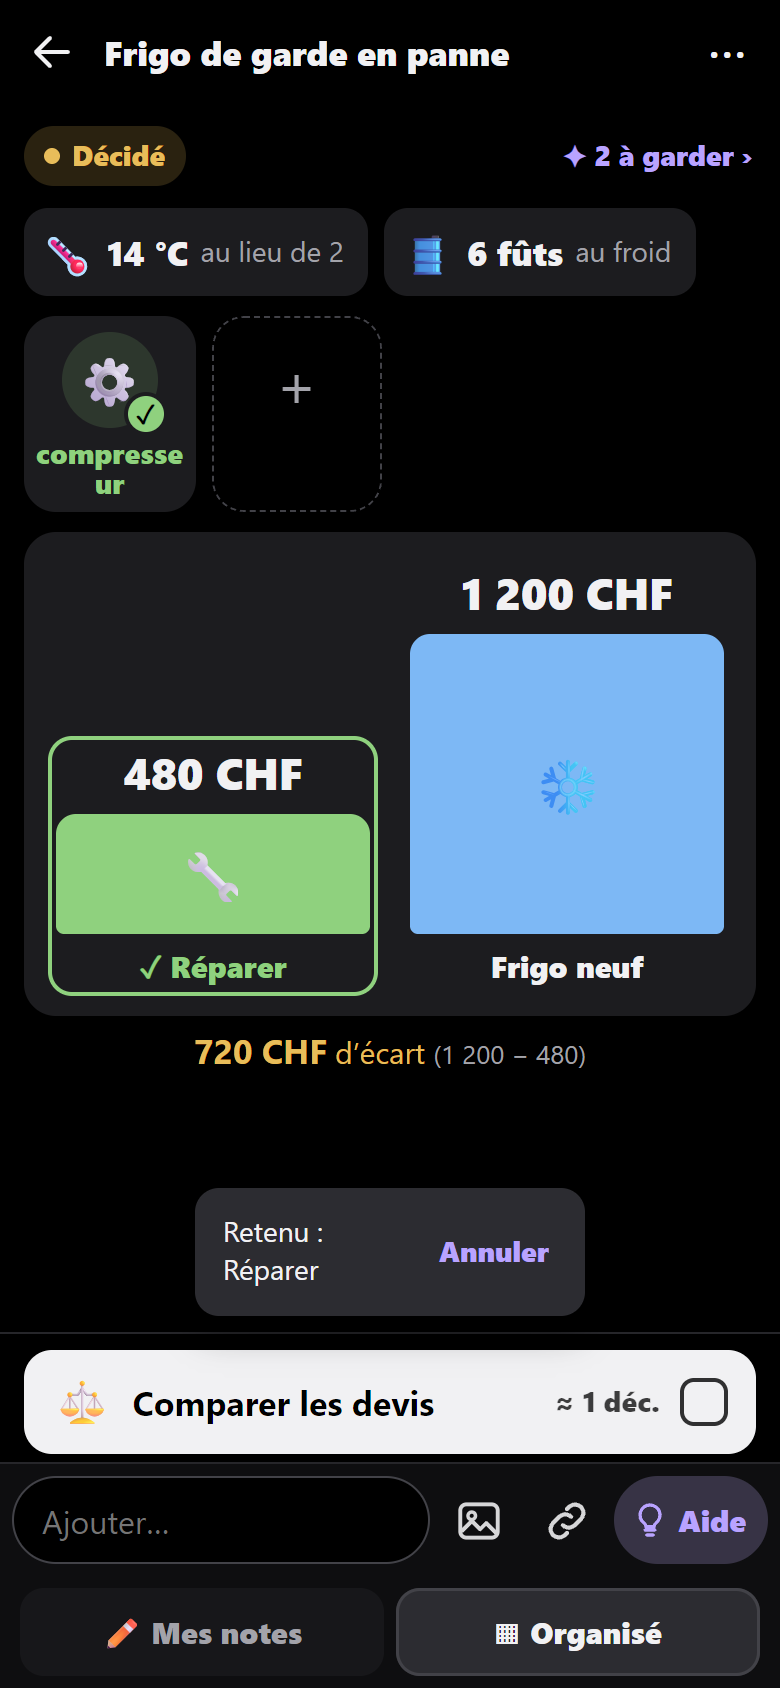 Frigo de garde en panne
Décidé
2 à garder ›
14 °C au lieu de 2
6 fûts au froid
compresse
ur
1 200 CHF
480 CHF
✓ Réparer
Frigo neuf
720 CHF d’écart (1 200 − 480)
Retenu :
Réparer
Annuler
Comparer les devis
≈ 1 déc.
Ajouter…
Aide
Mes notes
Organisé